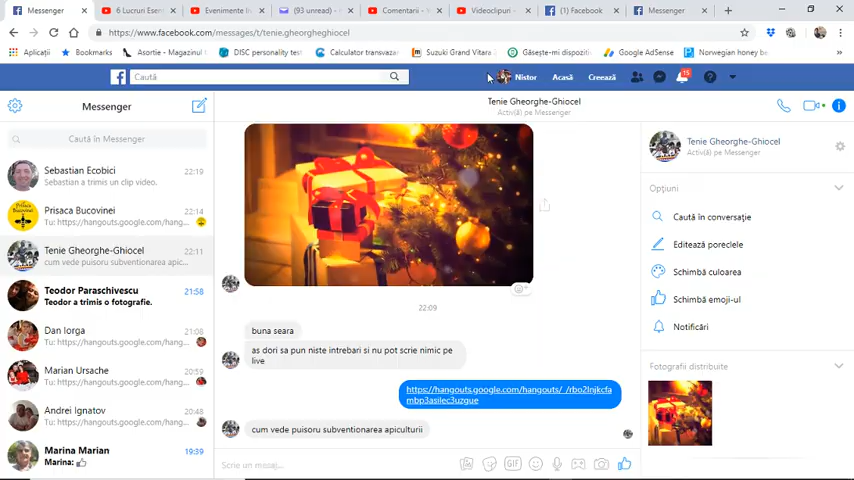 Messenger
6 Lucruri Esen
Evenimente în
(93 unread) -
Comentarii -
Videoclipuri -
(1) Facebook
Messenger
https://www.facebook.com/messages/t/tenie.gheorgheghiocel
Aplicații
Bookmarks
Asortie - Magazinul
DISC personality test
Calculator transvazar
Suzuki Grand Vitara
Găsește-mi dispoziti
Google AdSense
Norwegian honey be
Caută
Nistor
Acasă
Creează
15
Messenger
Tenie Gheorghe-Ghiocel
Activ(ă) pe Messenger
Caută în Messenger
Sebastian Ecobici
22:19
Sebastian a trimis un clip video.
Prisaca Bucovinei
22:14
Tu: https://hangouts.google.com/hang...
Tenie Gheorghe-Ghiocel
22:11
cum vede puisoru subventionarea apic...
Teodor Paraschivescu
21:58
Teodor a trimis o fotografie.
Dan Iorga
21:08
Tu: https://hangouts.google.com/hang...
Marian Ursache
20:59
Tu: https://hangouts.google.com/hang...
Andrei Ignatov
20:48
Tu: https://hangouts.google.com/hang...
Marina Marian
19:39
Marina:
22:09
buna seara
as dori sa pun niste intrebari si nu pot scrie nimic pe
live
https://hangouts.google.com/hangouts/_/rbo2lnjkcfa
mbp3asilec3uzgue
cum vede puisoru subventionarea apiculturii
Scrie un mesaj...
GIF
Tenie Gheorghe-Ghiocel
Activ(ă) pe Messenger
Opțiuni
Caută în conversație
Editează poreclele
Schimbă culoarea
Schimbă emoji-ul
Notificări
Fotografii distribuite